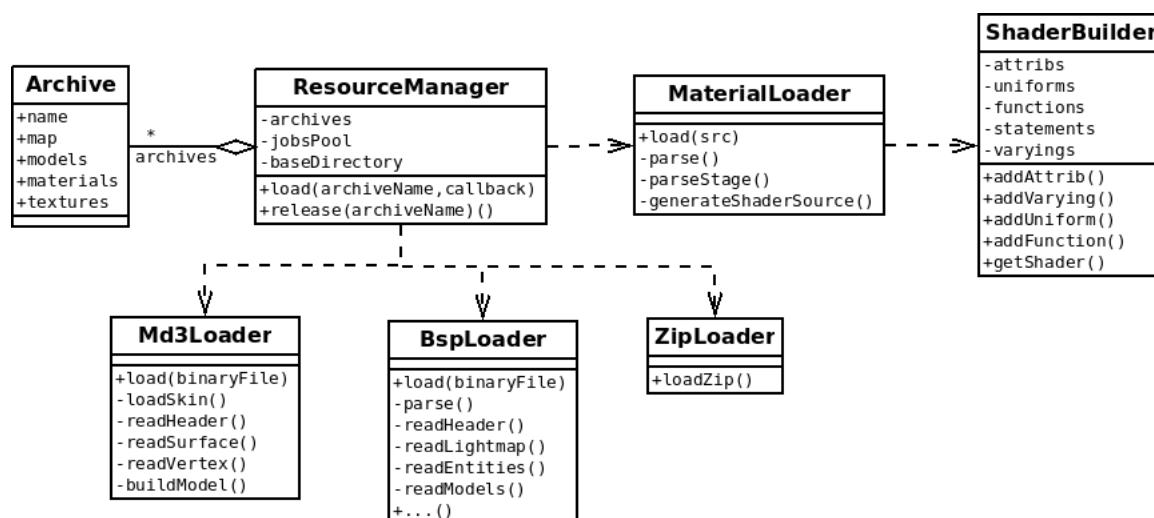 Archive
+name
+map
+models
+materials
+textures
*
archives
ResourceManager
-archives
-jobsPool
-baseDirectory
+load(archiveName,callback)
+release(archiveName)()
MaterialLoader
+load(src)
-parse()
-parseStage()
-generateShaderSource()
ShaderBuilder
-attribs
-uniforms
-functions
-statements
-varyings
+addAttrib()
+addVarying()
+addUniform()
+addFunction()
+getShader()
Md3Loader
+load(binaryFile)
-loadSkin()
-readHeader()
-readSurface()
-readVertex()
-buildModel()
BspLoader
+load(binaryFile)
-parse()
-readHeader()
-readLightmap()
-readEntities()
-readModels()
+...()
ZipLoader
+loadZip()